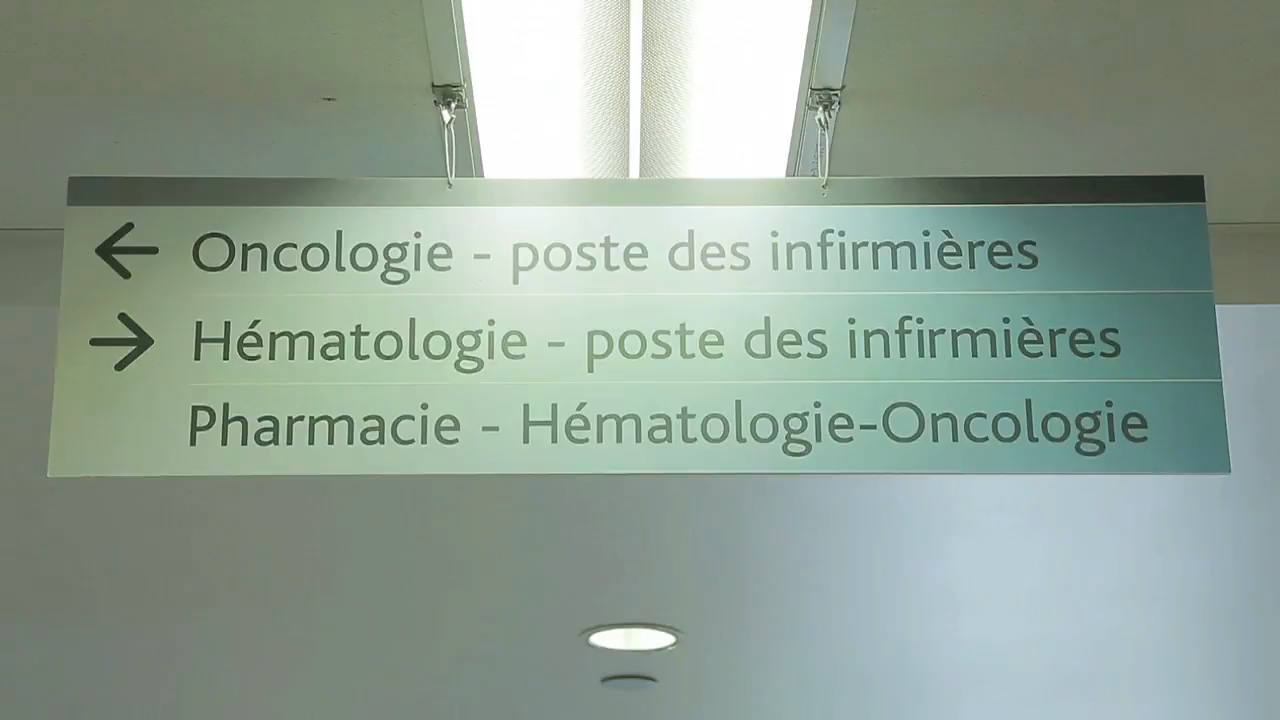 ← Oncologie - poste des infirmières
→ Hématologie - poste des infirmières
Pharmacie - Hématologie-Oncologie